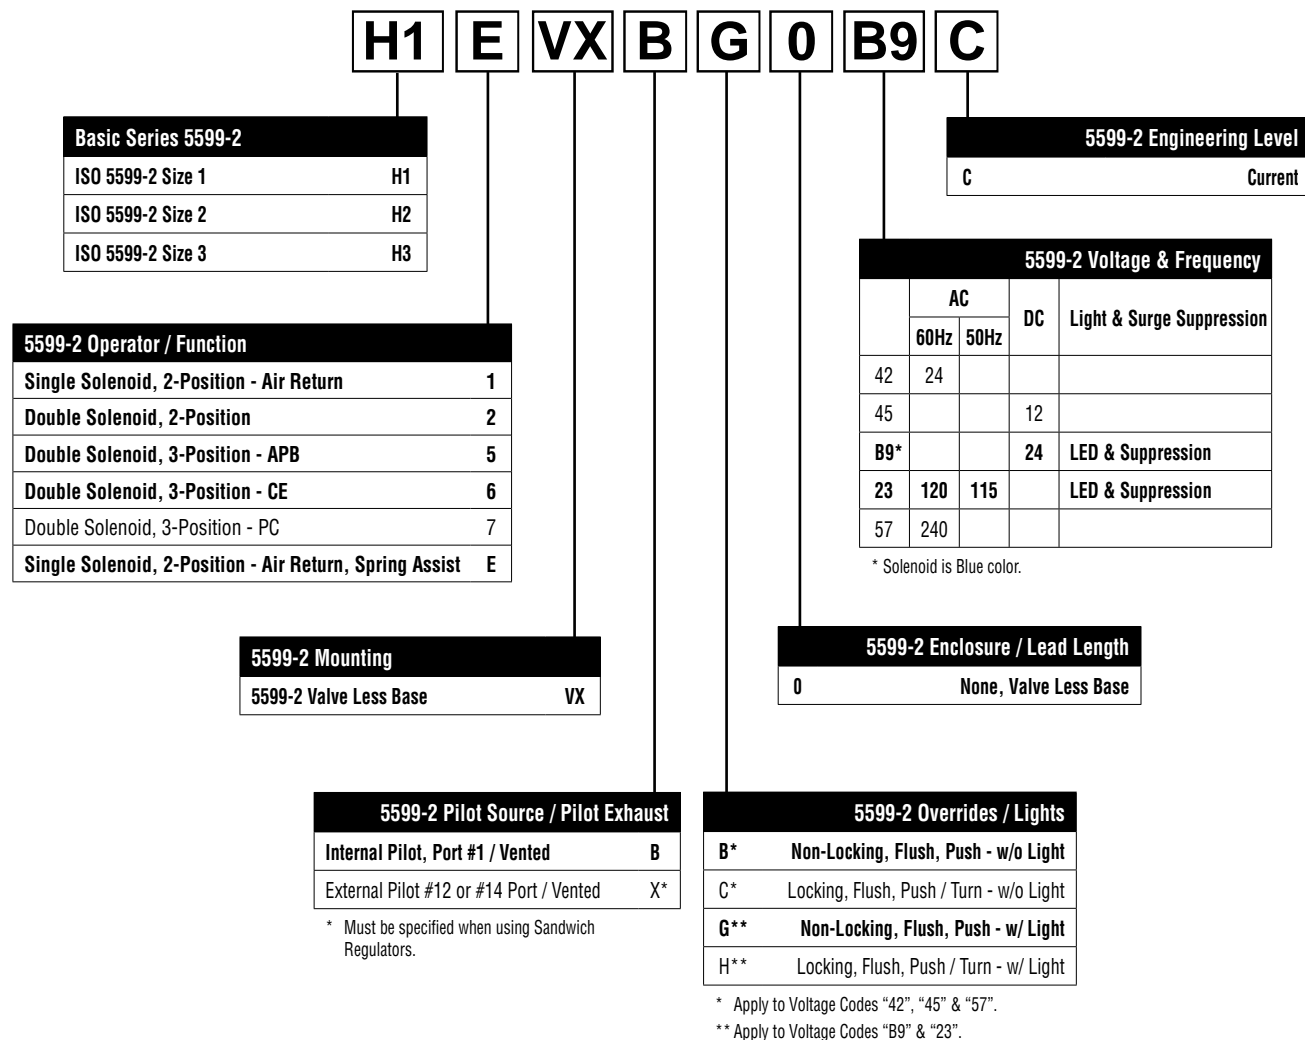 H1 E VX B G 0 B9 C
Basic Series 5599-2
ISO 5599-2 Size 1 H1
ISO 5599-2 Size 2 H2
ISO 5599-2 Size 3 H3
5599-2 Engineering Level
C Current
5599-2 Voltage & Frequency
AC DC Light & Surge Suppression
60Hz 50Hz
42 24
45 12
B9* 24 LED & Suppression
23 120 115 LED & Suppression
57 240
* Solenoid is Blue color.
5599-2 Operator / Function
Single Solenoid, 2-Position - Air Return 1
Double Solenoid, 2-Position 2
Double Solenoid, 3-Position - APB 5
Double Solenoid, 3-Position - CE 6
Double Solenoid, 3-Position - PC 7
Single Solenoid, 2-Position - Air Return, Spring Assist E
5599-2 Mounting
5599-2 Valve Less Base VX
5599-2 Enclosure / Lead Length
0 None, Valve Less Base
5599-2 Pilot Source / Pilot Exhaust
Internal Pilot, Port #1 / Vented B
External Pilot #12 or #14 Port / Vented X*
* Must be specified when using Sandwich
Regulators.
5599-2 Overrides / Lights
B* Non-Locking, Flush, Push - w/o Light
C* Locking, Flush, Push / Turn - w/o Light
G** Non-Locking, Flush, Push - w/ Light
H** Locking, Flush, Push / Turn - w/ Light
* Apply to Voltage Codes “42”, “45” & “57”.
** Apply to Voltage Codes “B9” & “23”.